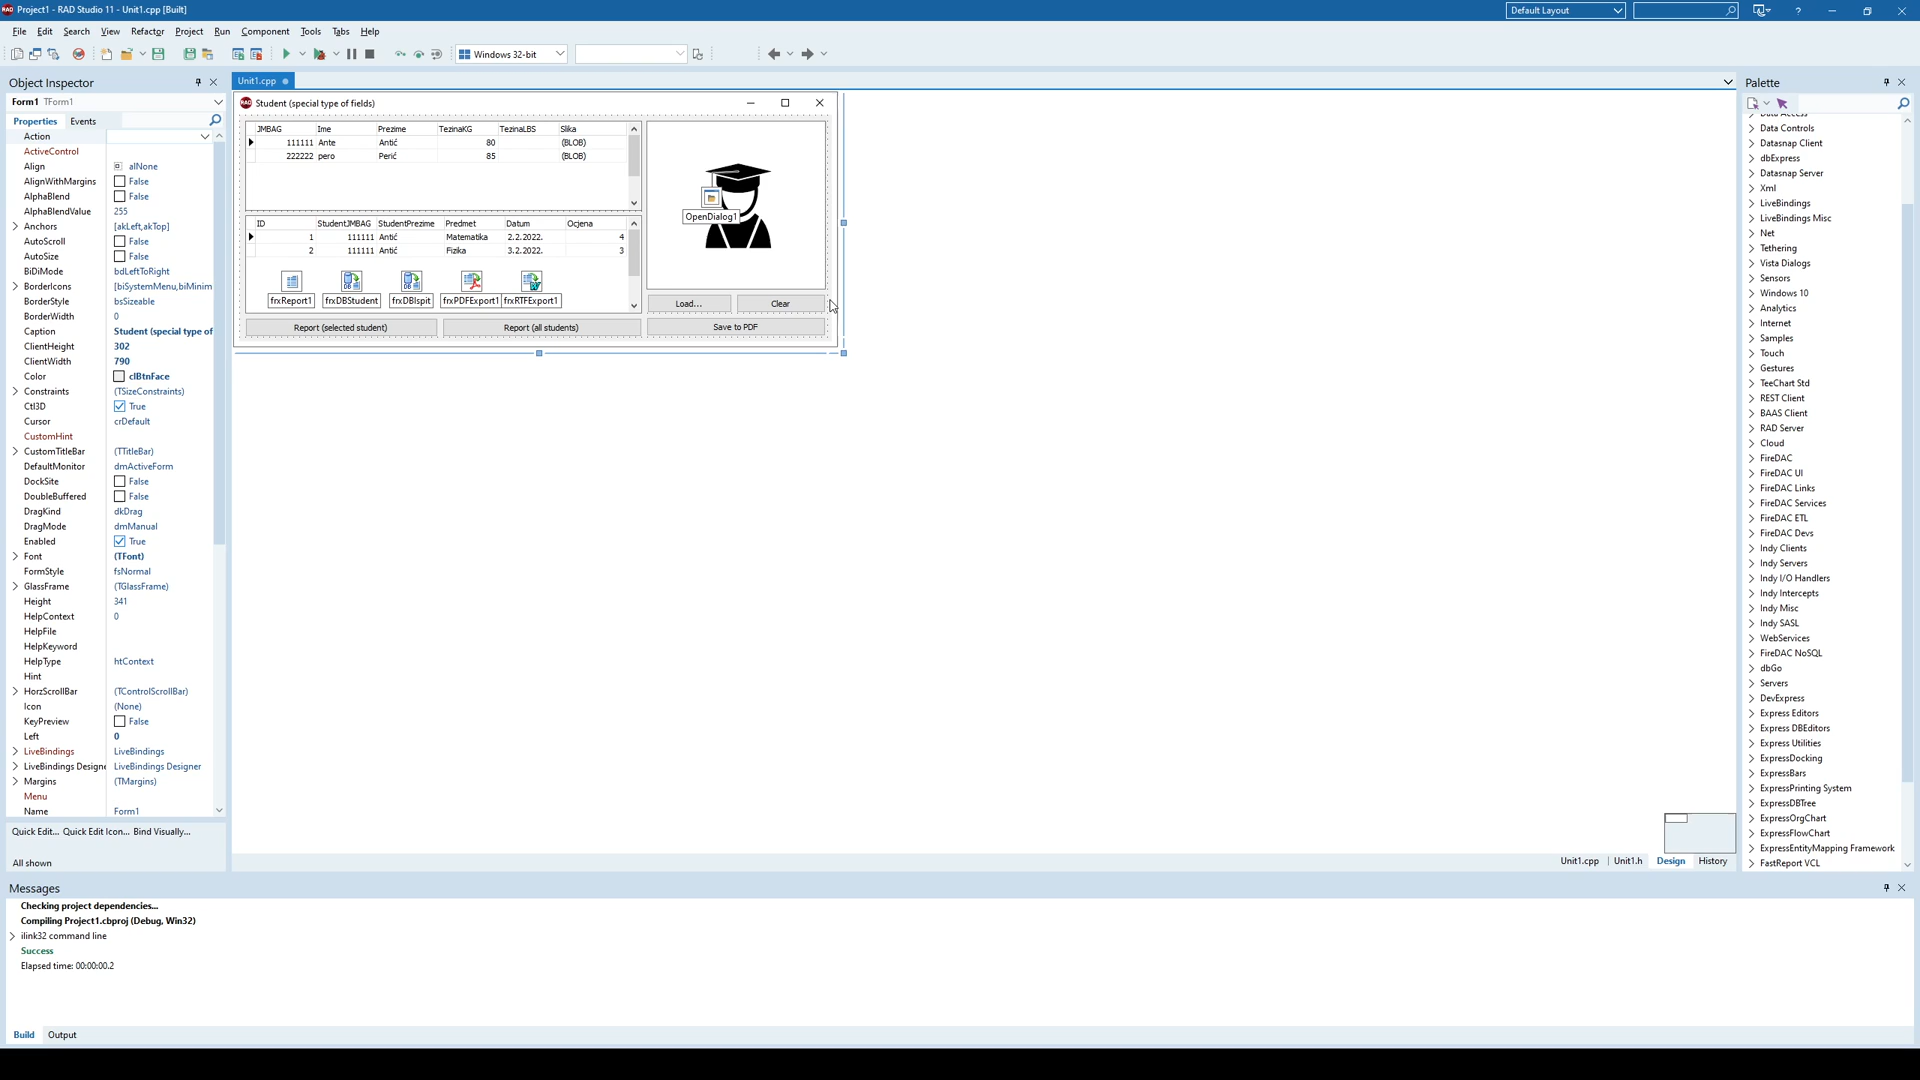 Project1 - RAD Studio 11 - Unit1.cpp [Built]
Default Layout
?
File Edit Search View Refactor Project Run Component Tools Tabs Help
Windows 32-bit
Object Inspector
Form1 TForm1
Properties Events
Action
ActiveControl
Align alNone
AlignWithMargins False
AlphaBlend False
AlphaBlendValue 255
Anchors [akLeft,akTop]
AutoScroll False
AutoSize False
BiDiMode bdLeftToRight
BorderIcons [biSystemMenu,biMinim
BorderStyle bsSizeable
BorderWidth 0
Caption Student (special type of
ClientHeight 302
ClientWidth 790
Color clBtnFace
Constraints (TSizeConstraints)
Ctl3D True
Cursor crDefault
CustomHint
CustomTitleBar (TTitleBar)
DefaultMonitor dmActiveForm
DockSite False
DoubleBuffered False
DragKind dkDrag
DragMode dmManual
Enabled True
Font (TFont)
FormStyle fsNormal
GlassFrame (TGlassFrame)
Height 341
HelpContext 0
HelpFile
HelpKeyword
HelpType htContext
Hint
HorzScrollBar (TControlScrollBar)
Icon (None)
KeyPreview False
Left 0
LiveBindings LiveBindings
LiveBindings Designe LiveBindings Designer
Margins (TMargins)
Menu
Name Form1
Quick Edit... Quick Edit Icon... Bind Visually...
All shown
Unit1.cpp
RAD Student (special type of fields)
JMBAG Ime Prezime TezinaKG TezinaLBS Slika
111111 Ante Antić 80 (BLOB)
222222 pero Perić 85 (BLOB)
ID StudentJMBAG StudentPrezime Predmet Datum Ocjena
1 111111 Antić Matematika 2.2.2022. 4
2 111111 Antić Fizika 3.2.2022. 3
frxReport1 frxDBStudent frxDBIspit frxPDFExport1 frxRTFExport1
OpenDialog1
Load... Clear
Report (selected student) Report (all students) Save to PDF
Unit1.cpp Unit1.h Design History
Palette
Data Access
Data Controls
Datasnap Client
dbExpress
Datasnap Server
Xml
LiveBindings
LiveBindings Misc
Net
Tethering
Vista Dialogs
Sensors
Windows 10
Analytics
Internet
Samples
Touch
Gestures
TeeChart Std
REST Client
BAAS Client
RAD Server
Cloud
FireDAC
FireDAC UI
FireDAC Links
FireDAC Services
FireDAC ETL
FireDAC Devs
Indy Clients
Indy Servers
Indy I/O Handlers
Indy Intercepts
Indy Misc
Indy SASL
WebServices
FireDAC NoSQL
dbGo
Servers
DevExpress
Express Editors
Express DBEditors
Express Utilities
ExpressDocking
ExpressBars
ExpressPrinting System
ExpressDBTree
ExpressOrgChart
ExpressFlowChart
ExpressEntityMapping Framework
FastReport VCL
Messages
Checking project dependencies...
Compiling Project1.cbproj (Debug, Win32)
ilink32 command line
Success
Elapsed time: 00:00:00.2
Build Output